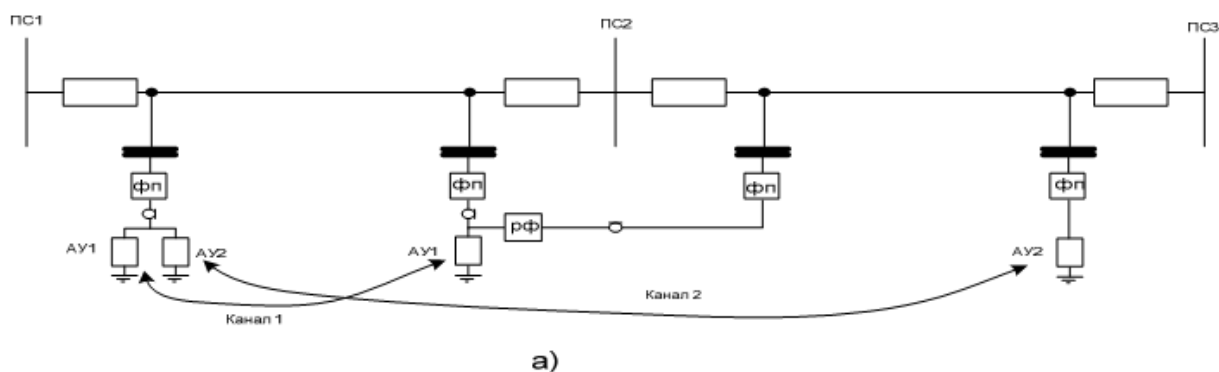 ПС1
ПС2
ПС3
фп
фп
фп
фп
рф
АУ1
АУ2
АУ1
АУ2
Канал 2
Канал 1
а)